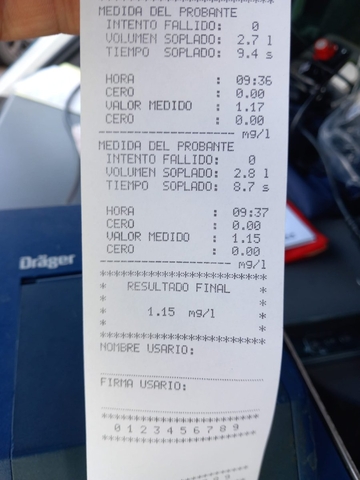 MEDIDA DEL PROBANTE
INTENTO FALLIDO: 0
VOLUMEN SOPLADO: 2.7 l
TIEMPO SOPLADO: 9.4 s
HORA : 09:36
CERO : 0.00
VALOR MEDIDO : 1.17
CERO : 0.00
-------------------- mg/l
MEDIDA DEL PROBANTE
INTENTO FALLIDO: 0
VOLUMEN SOPLADO: 2.8 l
TIEMPO SOPLADO: 8.7 s
HORA : 09:37
CERO : 0.00
VALOR MEDIDO : 1.15
CERO : 0.00
-------------------- mg/l
*************************
* RESULTADO FINAL *
* *
* 1.15 mg/l *
* *
*************************
NOMBRE USARIO:
FIRMA USARIO:
*************************
0 1 2 3 4 5 6 7 8 9
*************************
Dräger